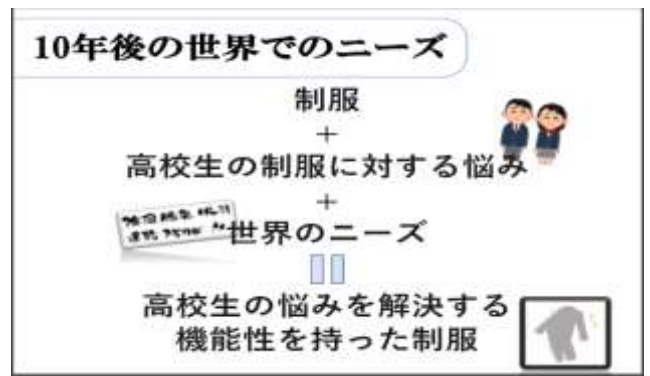 10年後の世界でのニーズ
制服
+
高校生の制服に対する悩み
+
世界のニーズ
高校生の悩みを解決する
機能性を持った制服